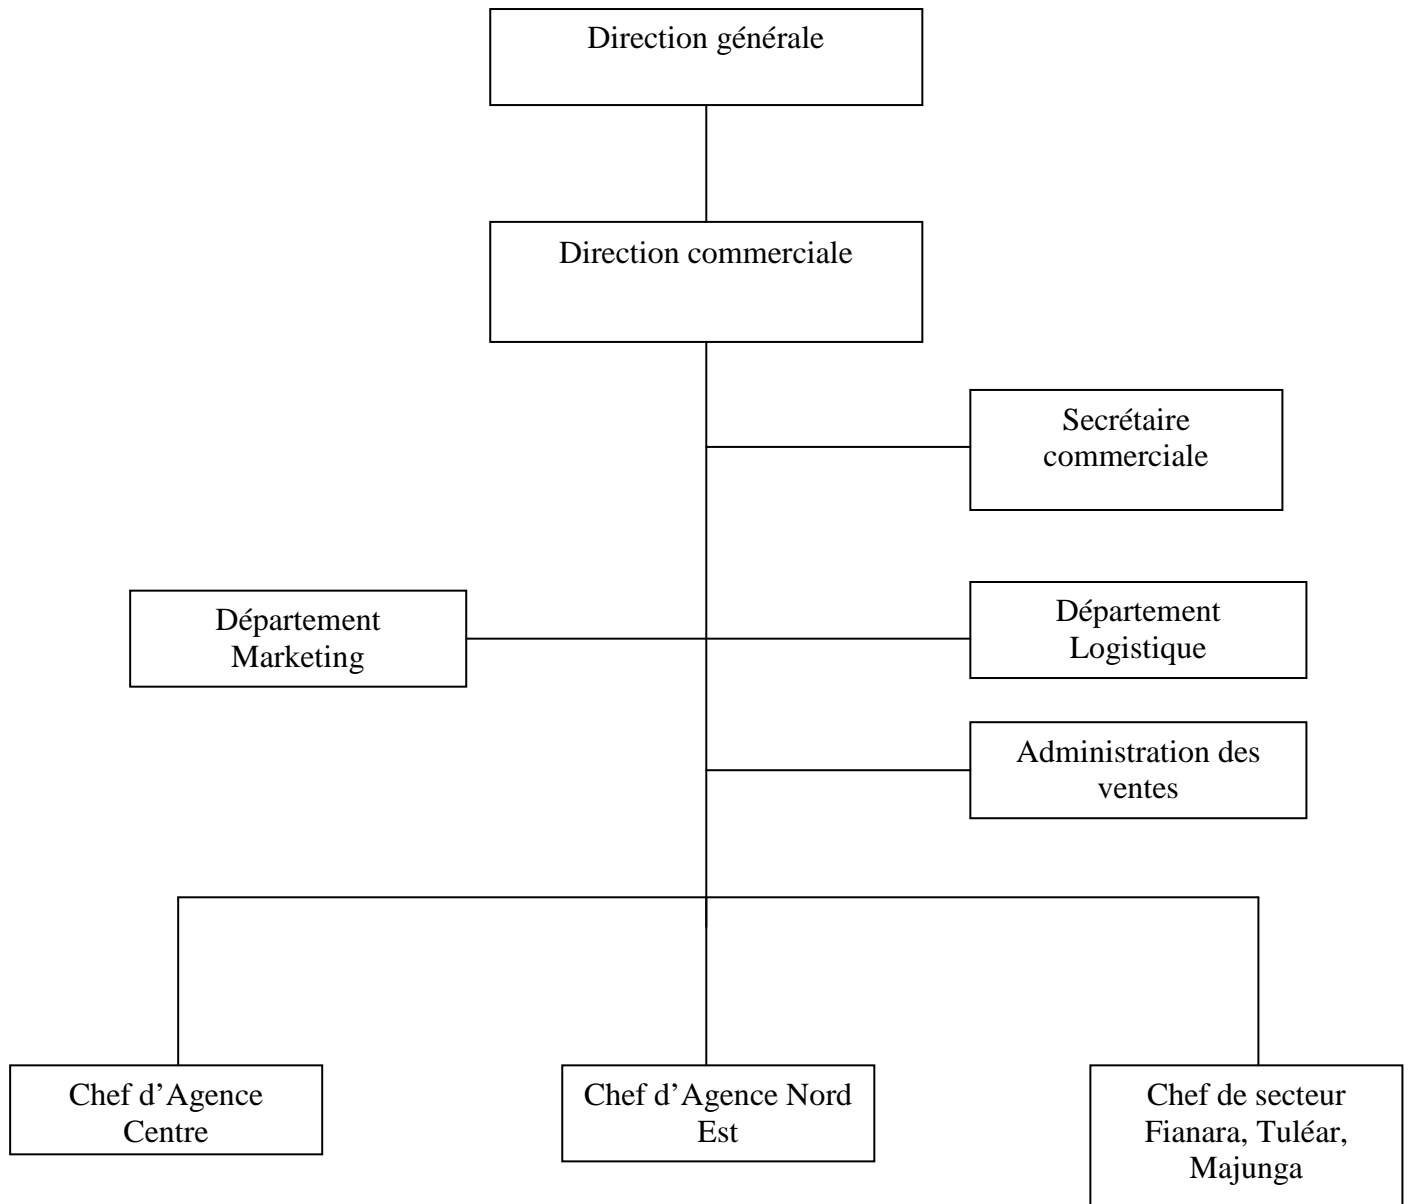 Direction générale
Direction commerciale
Secrétaire
commerciale
Département
Marketing
Département
Logistique
Administration des
ventes
Chef d’Agence
Centre
Chef d’Agence Nord
Est
Chef de secteur
Fianara, Tuléar,
Majunga